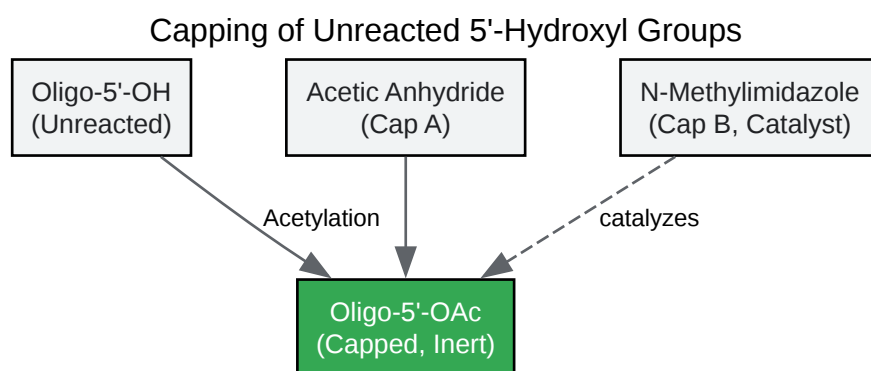 Capping of Unreacted 5'-Hydroxyl Groups
Oligo-5'-OH
(Unreacted)
Acetic Anhydride
(Cap A)
N-Methylimidazole
(Cap B, Catalyst)
Acetylation
catalyzes
Oligo-5'-OAc
(Capped, Inert)